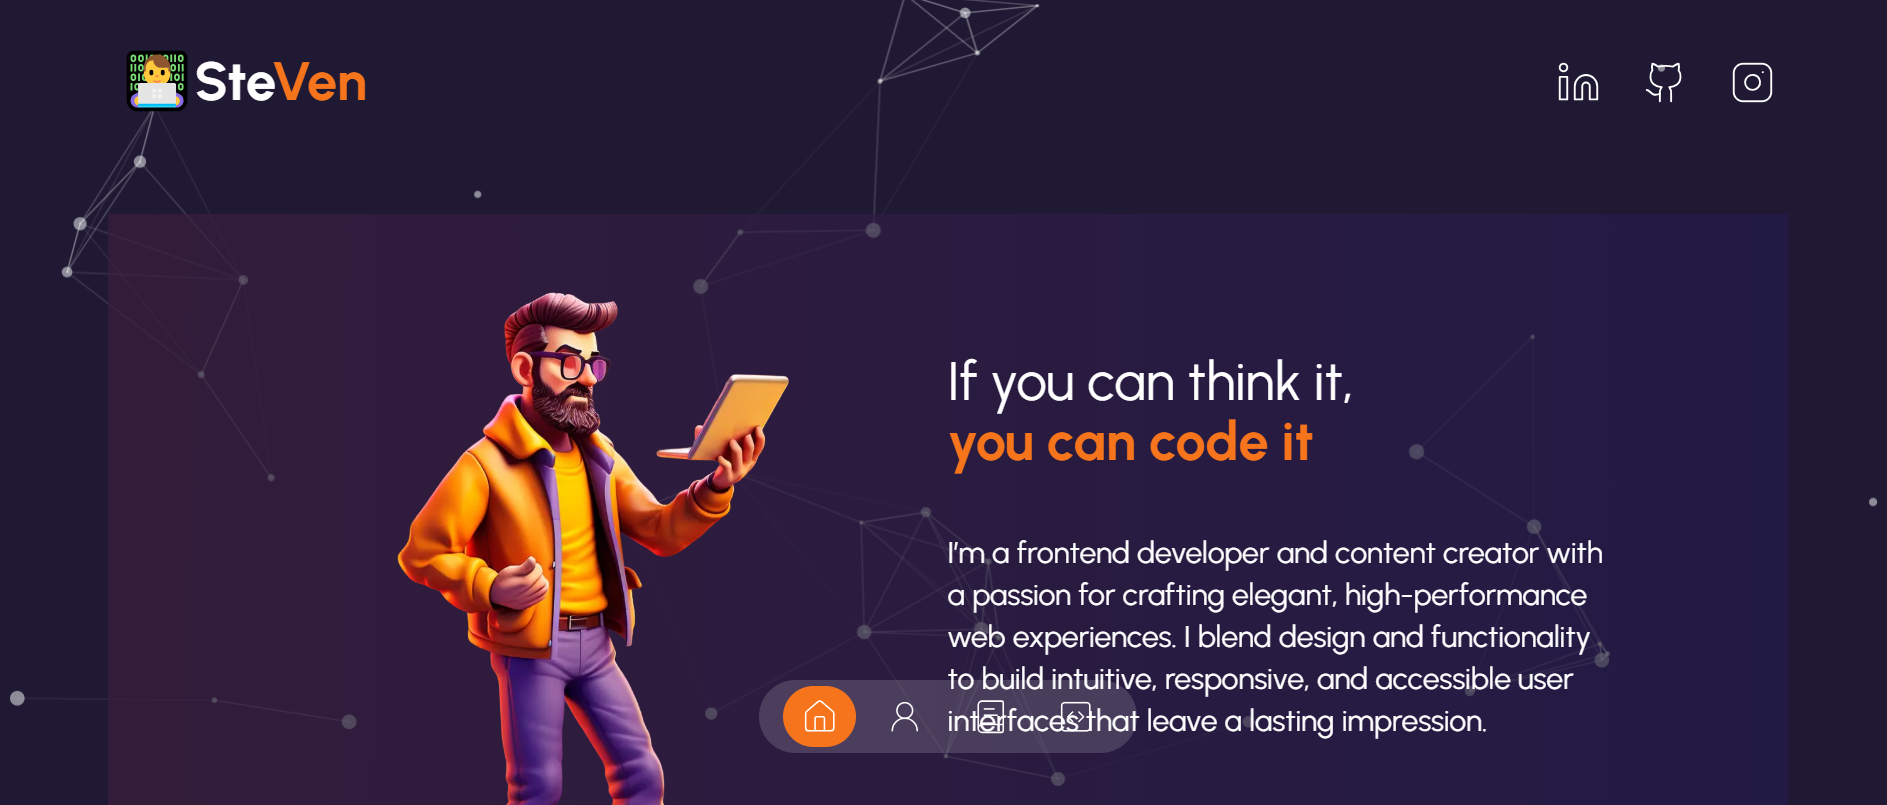 SteVen
If you can think it,
you can code it
I'm a frontend developer and content creator with
a passion for crafting elegant, high-performance
web experiences. I blend design and functionality
to build intuitive, responsive, and accessible user
interfaces that leave a lasting impression.